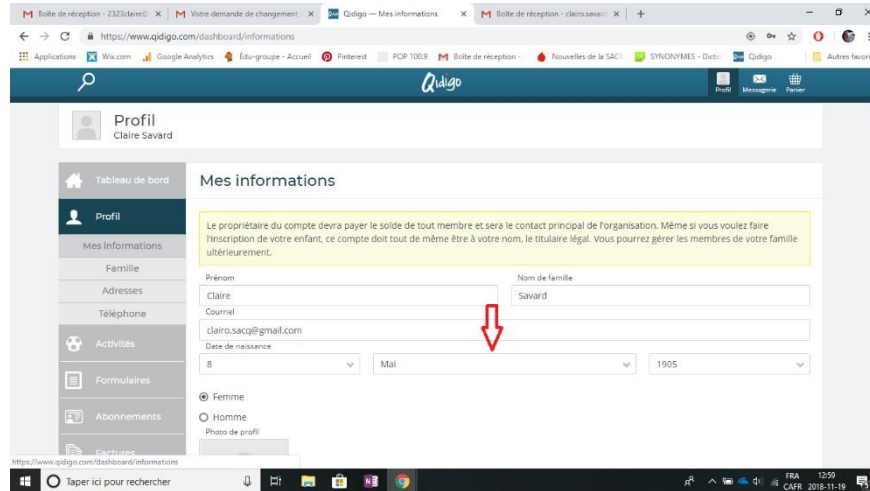 Boîte de réception - 2323claire
Votre demande de changement
Qidigo — Mes informations
Boîte de réception - clairo.savar
https://www.qidigo.com/dashboard/informations
Applications Wix.com Google Analytics Édu-groupe - Accueil Pinterest POP 100.9 Boîte de réception - Nouvelles de la SAC SYNONYMES - Dicti Qidigo Autres favori
Qidigo
Profil Messagerie Panier
Profil
Claire Savard
Tableau de bord
Profil
Mes informations
Famille
Adresses
Téléphone
Activités
Formulaires
Abonnements
Factures
Mes informations
Le propriétaire du compte devra payer le solde de tout membre et sera le contact principal de l'organisation. Même si vous voulez faire
l'inscription de votre enfant, ce compte doit tout de même être à votre nom, le titulaire légal. Vous pourrez gérer les membres de votre famille
ultérieurement.
Prénom Nom de famille
Claire Savard
Courriel
clairo.sacq@gmail.com
Date de naissance
8 Mai 1905
Femme
Homme
Photo de profil
https://www.qidigo.com/dashboard/informations
Taper ici pour rechercher
FRA 12:59
CAFR 2018-11-19